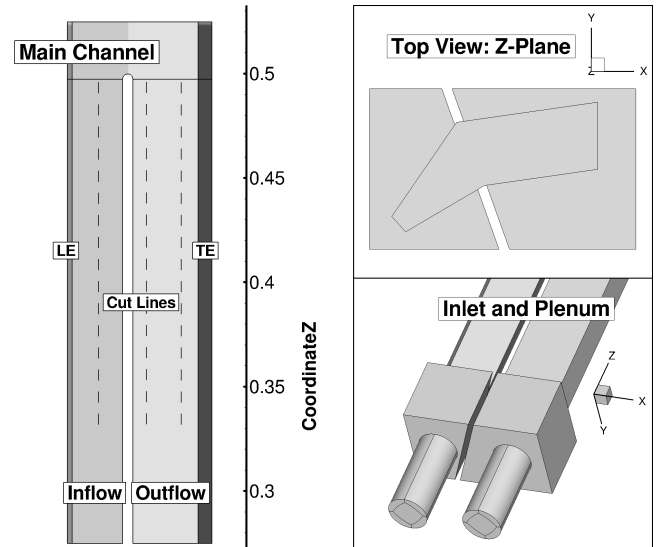 Main Channel
LE
TE
Cut Lines
Inflow
Outflow
0.5
0.45
0.4
0.35
0.3
CoordinateZ
Top View: Z-Plane
Y
Z
X
Inlet and Plenum
Z
X
Y